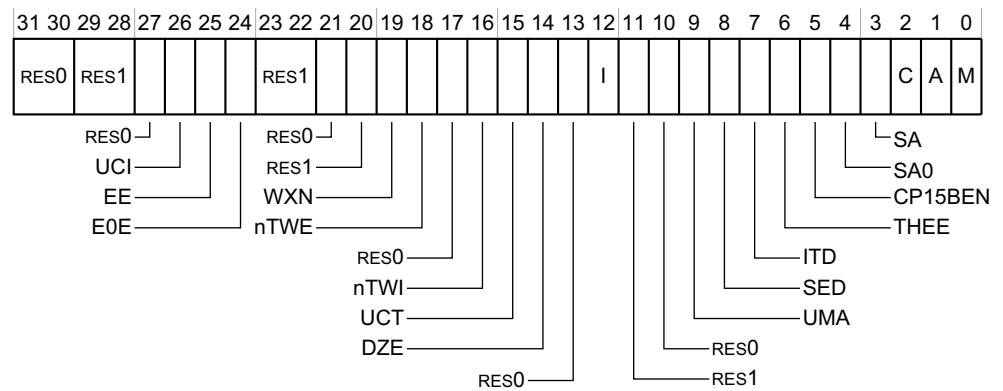 31 30 29 28 27 26 25 24 23 22 21 20 19 18 17 16 15 14 13 12 11 10 9 8 7 6 5 4 3 2 1 0
RES0 RES1 RES1 I C A M
RES0 RES0 SA
UCI RES1 SA0
EE WXN CP15BEN
E0E nTWE THEE
RES0 ITD
nTWI SED
UCT UMA
DZE RES0
RES0 RES1